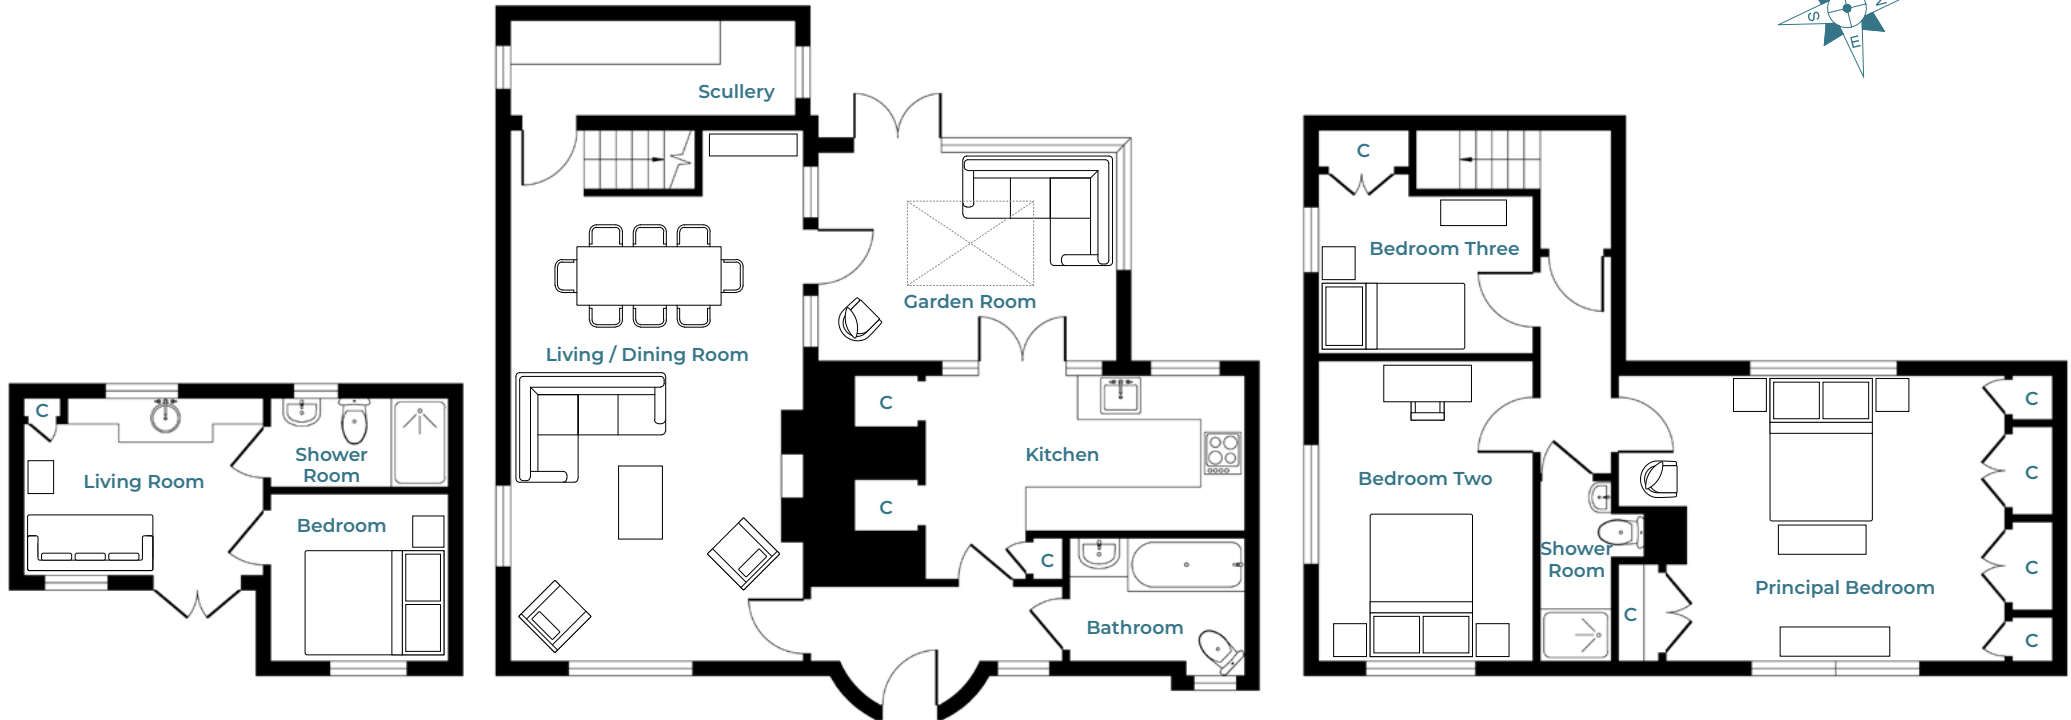 S
N
E
Scullery
C
Bedroom Three
Garden Room
Living / Dining Room
C
C
C
Living Room
Shower
Room
Bedroom
C
Kitchen
C
C
Bathroom
Bedroom Two
C
C
Shower
Room
C
Principal Bedroom
C
C